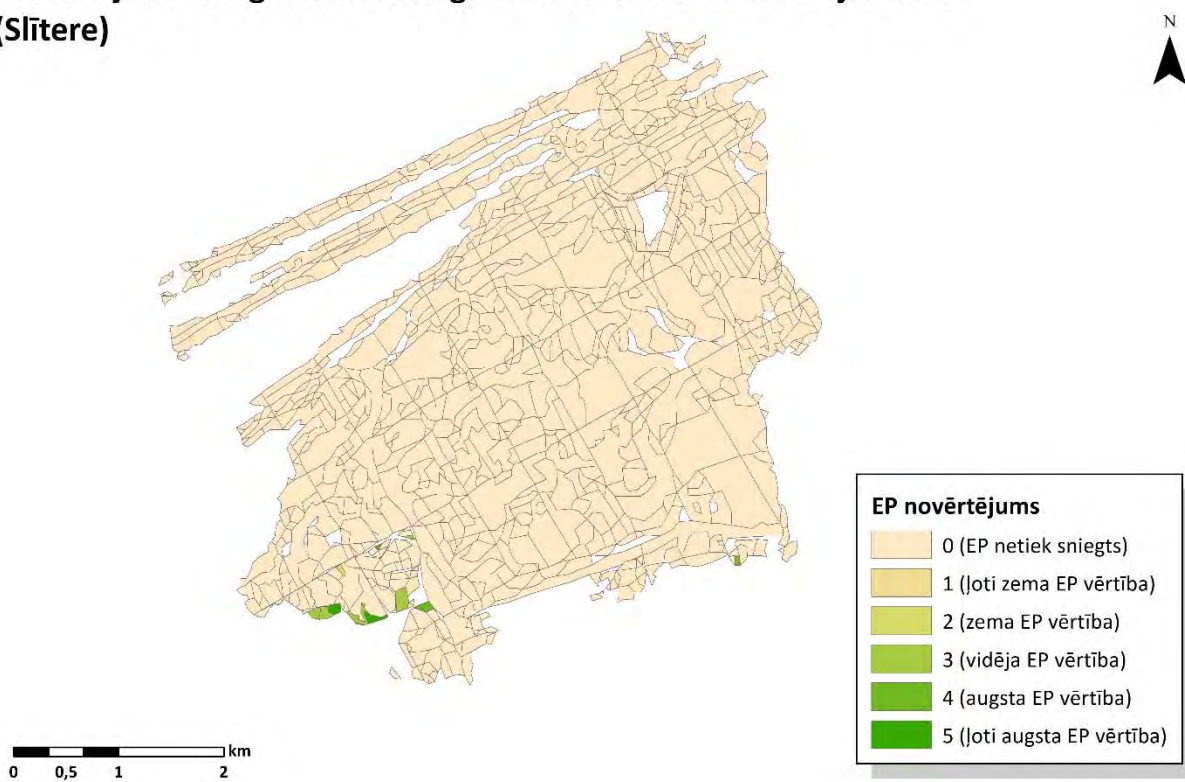 (Slītere)
N
EP novērtējums
0 (EP netiek sniegts)
1 (ļoti zema EP vērtība)
2 (zema EP vērtība)
3 (vidēja EP vērtība)
4 (augsta EP vērtība)
5 (ļoti augsta EP vērtība)
km
0 0,5 1 2